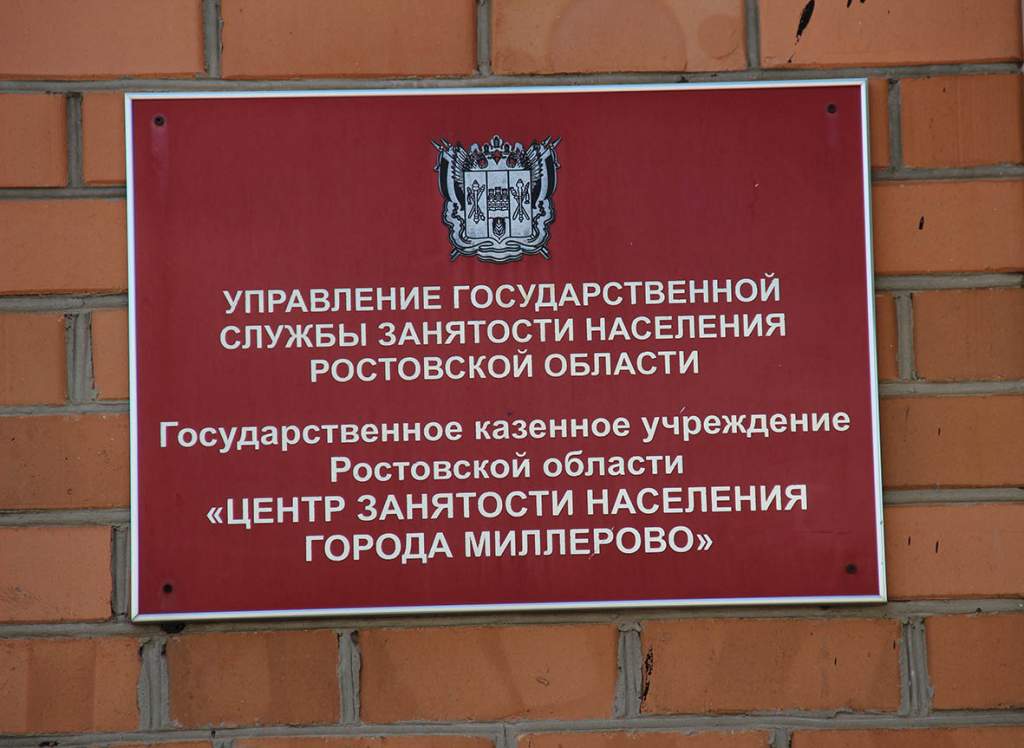 УПРАВЛЕНИЕ ГОСУДАРСТВЕННОЙ
СЛУЖБЫ ЗАНЯТОСТИ НАСЕЛЕНИЯ
РОСТОВСКОЙ ОБЛАСТИ
Государственное казенное учреждение
Ростовской области
«ЦЕНТР ЗАНЯТОСТИ НАСЕЛЕНИЯ
ГОРОДА МИЛЛЕРОВО»